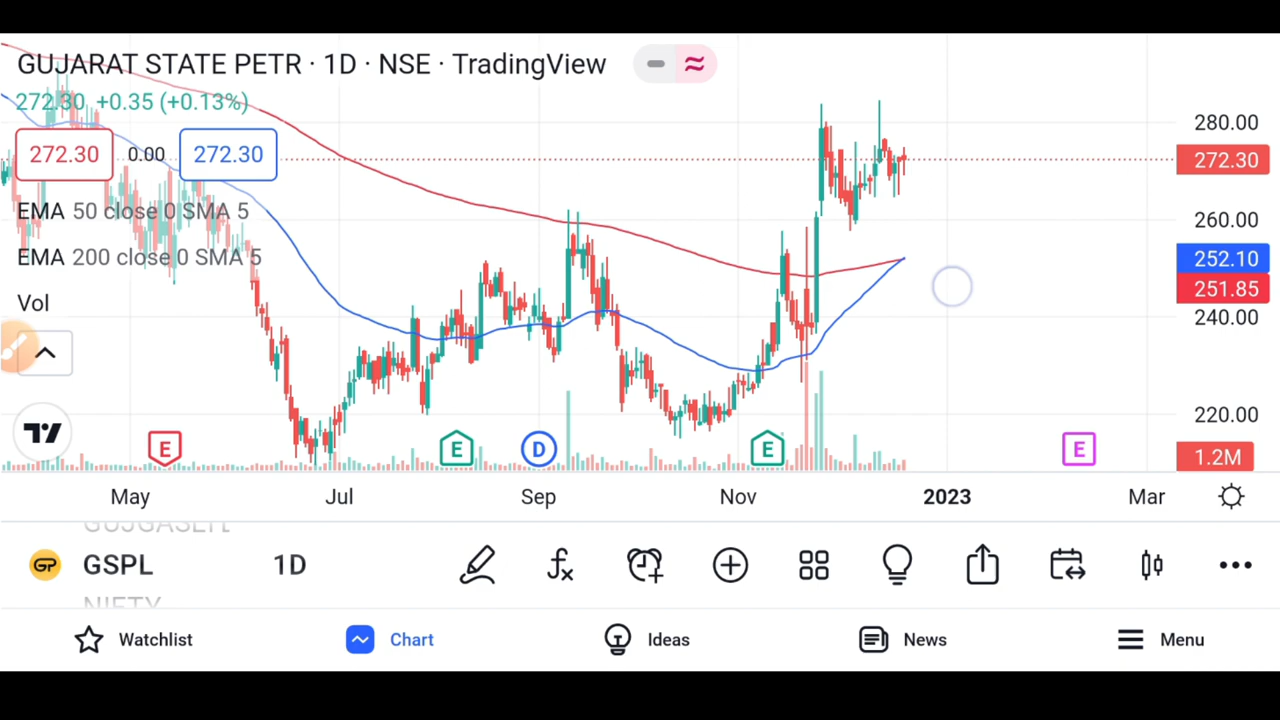 GUJARAT STATE PETR · 1D · NSE · TradingView
272.30 +0.35 (+0.13%)
272.30 0.00 272.30
EMA 50 close 0 SMA 5
EMA 200 close 0 SMA 5
Vol
280.00
272.30
260.00
252.10
251.85
240.00
220.00
1.2M
E E D E E
May Jul Sep Nov 2023 Mar
GUJGASLTD
GSPL 1D
NIFTY
Watchlist Chart Ideas News Menu